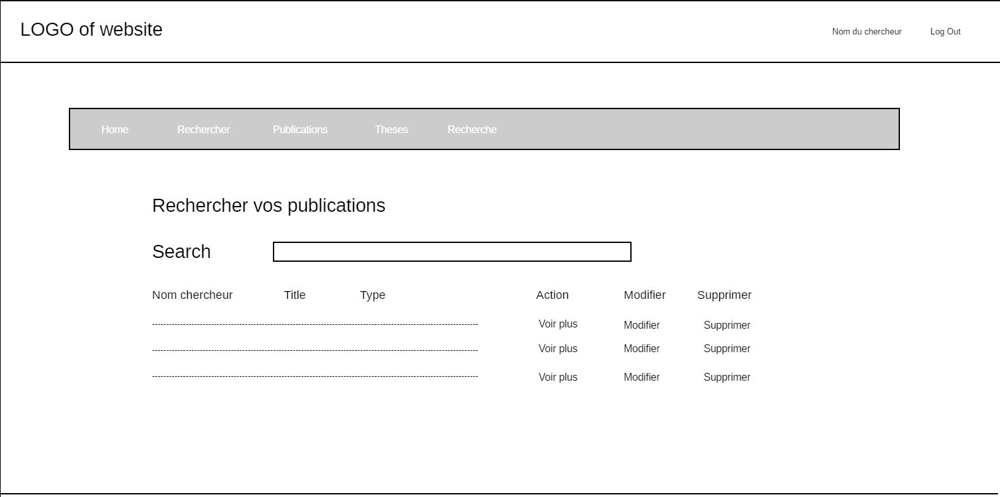 LOGO of website
Nom du chercheur Log Out
Home Rechercher Publications Theses Recherche
Rechercher vos publications
Search
Nom chercheur Title Type Action Modifier Supprimer
Voir plus Modifier Supprimer
Voir plus Modifier Supprimer
Voir plus Modifier Supprimer